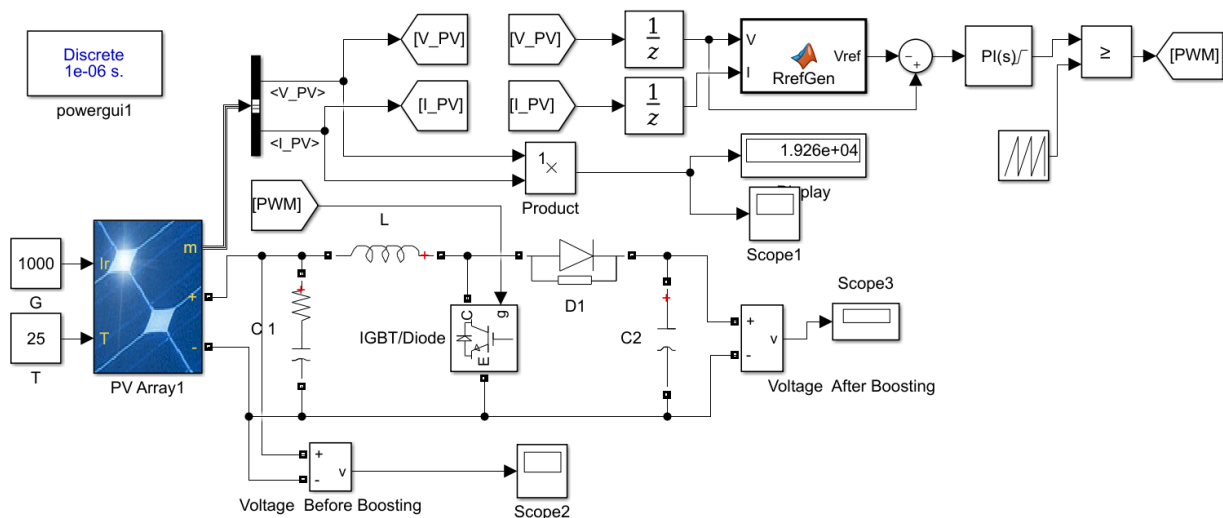 Discrete
1e-06 s.
powergui1
<V_PV>
<I_PV>
[V_PV]
[I_PV]
[V_PV]
[I_PV]
1
z
1
z
V
I
Vref
RrefGen
-
+
PI(s)
≥
[PWM]
1
×
Product
1.926e+04
Scope1
[PWM]
1000
G
25
T
Ir
T
m
+
-
PV Array1
C 1
L
IGBT/Diode
C
g
E
D1
C2
+
-
v
Voltage After Boosting
Scope3
+
-
v
Voltage Before Boosting
Scope2